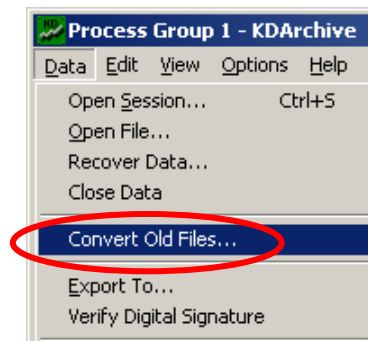 KD Process Group 1 - KDArchive
Data Edit View Options Help
Open Session... Ctrl+S
Open File...
Recover Data...
Close Data
Convert Old Files...
Export To...
Verify Digital Signature